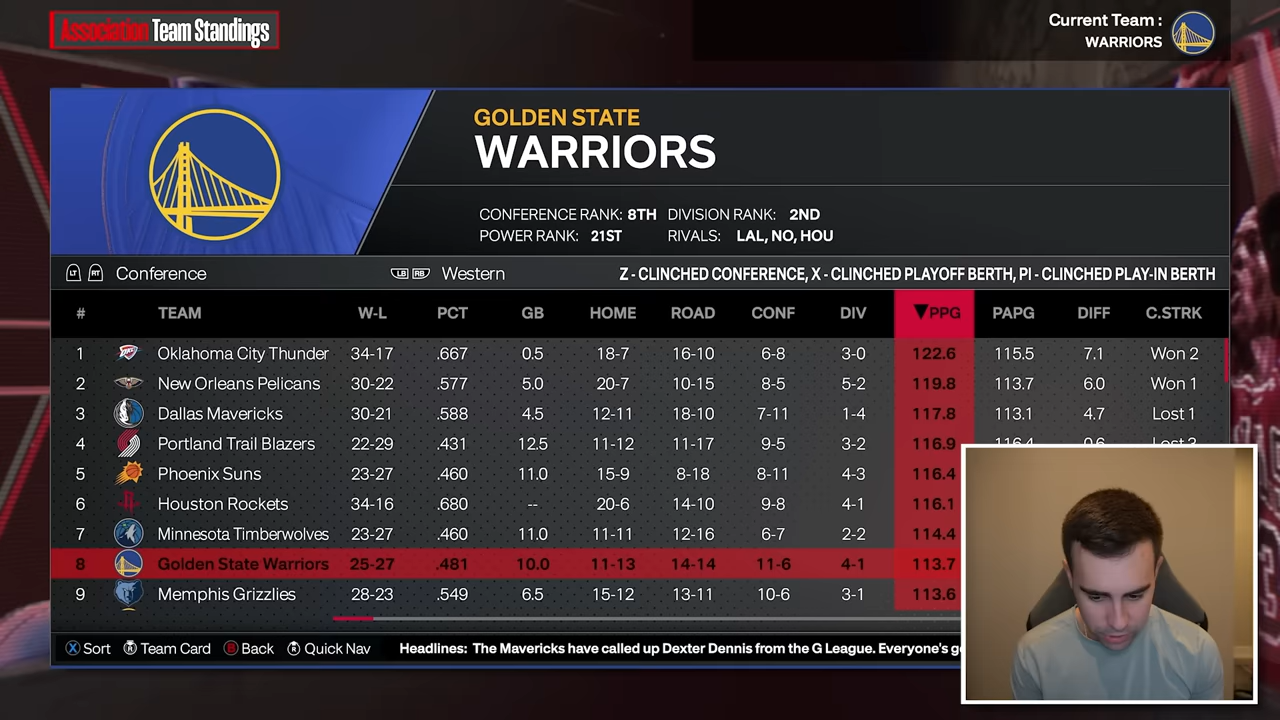 Association Team Standings
Current Team :
WARRIORS
GOLDEN STATE
WARRIORS
CONFERENCE RANK: 8TH DIVISION RANK: 2ND
POWER RANK: 21ST RIVALS: LAL, NO, HOU
LT RT Conference LB RB Western Z - CLINCHED CONFERENCE, X - CLINCHED PLAYOFF BERTH, PI - CLINCHED PLAY-IN BERTH
# TEAM W-L PCT GB HOME ROAD CONF DIV ▼PPG PAPG DIFF C.STRK
1 Oklahoma City Thunder 34-17 .667 0.5 18-7 16-10 6-8 3-0 122.6 115.5 7.1 Won 2
2 New Orleans Pelicans 30-22 .577 5.0 20-7 10-15 8-5 5-2 119.8 113.7 6.0 Won 1
3 Dallas Mavericks 30-21 .588 4.5 12-11 18-10 7-11 1-4 117.8 113.1 4.7 Lost 1
4 Portland Trail Blazers 22-29 .431 12.5 11-12 11-17 9-5 3-2 116.9 116.4 0.6
5 Phoenix Suns 23-27 .460 11.0 15-9 8-18 8-11 4-3 116.4
6 Houston Rockets 34-16 .680 -- 20-6 14-10 9-8 4-1 116.1
7 Minnesota Timberwolves 23-27 .460 11.0 11-11 12-16 6-7 2-2 114.4
8 Golden State Warriors 25-27 .481 10.0 11-13 14-14 11-6 4-1 113.7
9 Memphis Grizzlies 28-23 .549 6.5 15-12 13-11 10-6 3-1 113.6
X Sort R Team Card B Back R Quick Nav Headlines: The Mavericks have called up Dexter Dennis from the G League. Everyone's